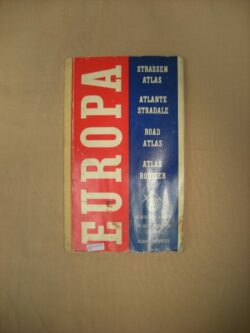 EUROPA
STRASSEN
ATLAS
ATLANTE
STRADALE
ROAD
ATLAS
ATLAS
ROUTIER